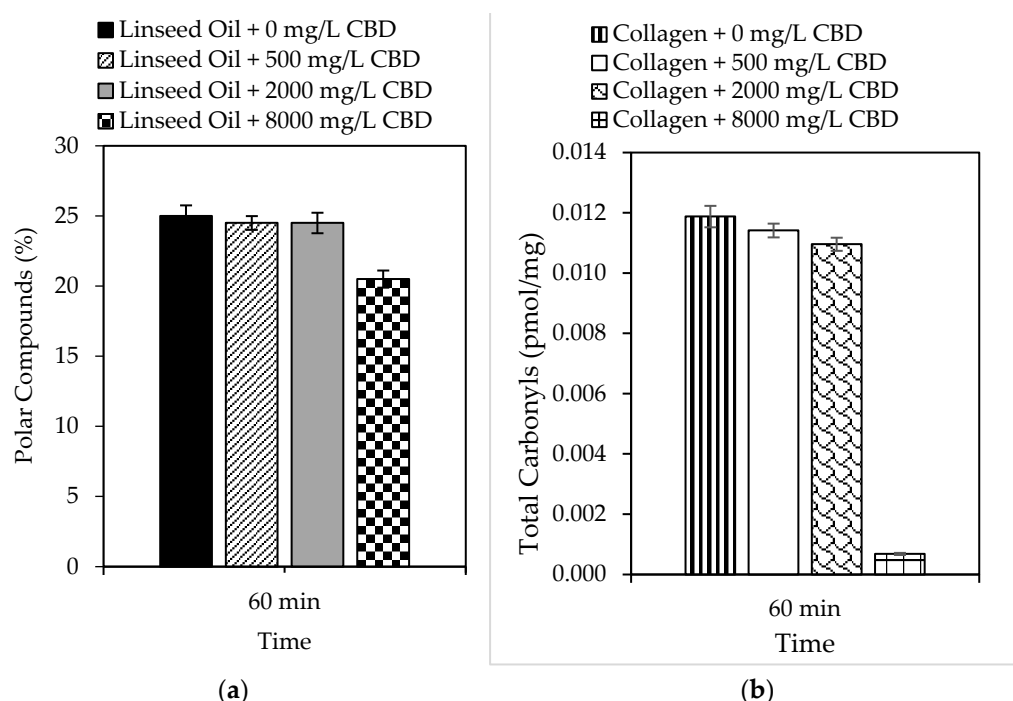 Linseed Oil + 0 mg/L CBD
Linseed Oil + 500 mg/L CBD
Linseed Oil + 2000 mg/L CBD
Linseed Oil + 8000 mg/L CBD
30
25
20
15
10
5
0
Polar Compounds (%)
60 min
Time
(a)
Collagen + 0 mg/L CBD
Collagen + 500 mg/L CBD
Collagen + 2000 mg/L CBD
Collagen + 8000 mg/L CBD
0.014
0.012
0.010
0.008
0.006
0.004
0.002
0.000
Total Carbonyls (pmol/mg)
60 min
Time
(b)